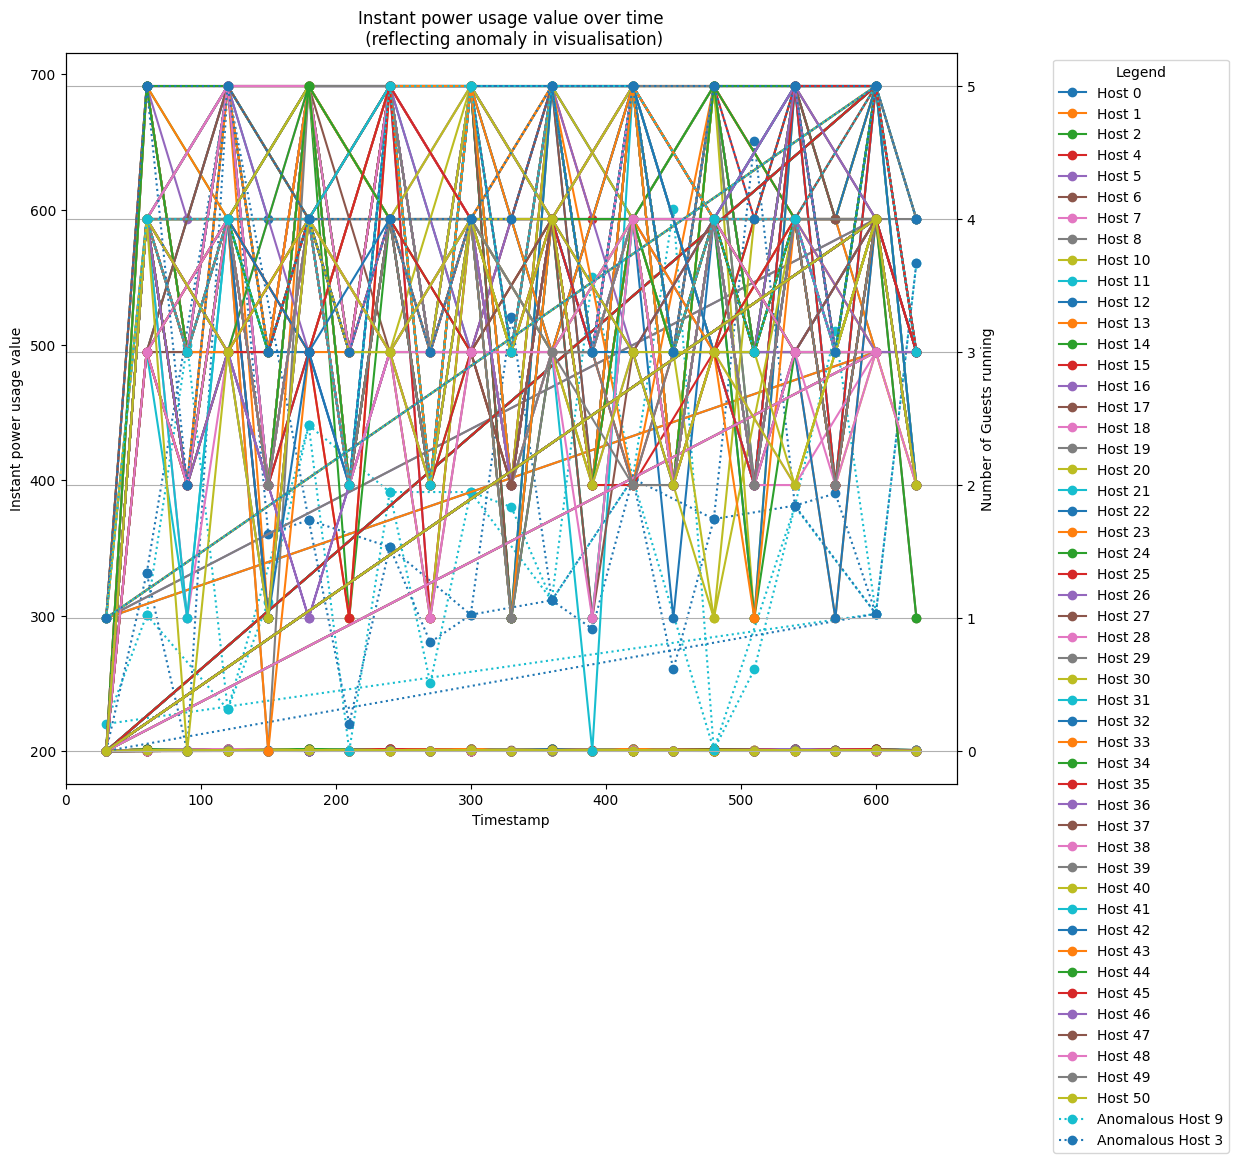 Instant power usage value over time
(reflecting anomaly in visualisation)
Instant power usage value
700
600
500
400
300
200
0
100
200
300
400
500
600
Timestamp
5
4
3
2
1
0
Number of Guests running
Legend
Host 0
Host 1
Host 2
Host 4
Host 5
Host 6
Host 7
Host 8
Host 10
Host 11
Host 12
Host 13
Host 14
Host 15
Host 16
Host 17
Host 18
Host 19
Host 20
Host 21
Host 22
Host 23
Host 24
Host 25
Host 26
Host 27
Host 28
Host 29
Host 30
Host 31
Host 32
Host 33
Host 34
Host 35
Host 36
Host 37
Host 38
Host 39
Host 40
Host 41
Host 42
Host 43
Host 44
Host 45
Host 46
Host 47
Host 48
Host 49
Host 50
Anomalous Host 9
Anomalous Host 3